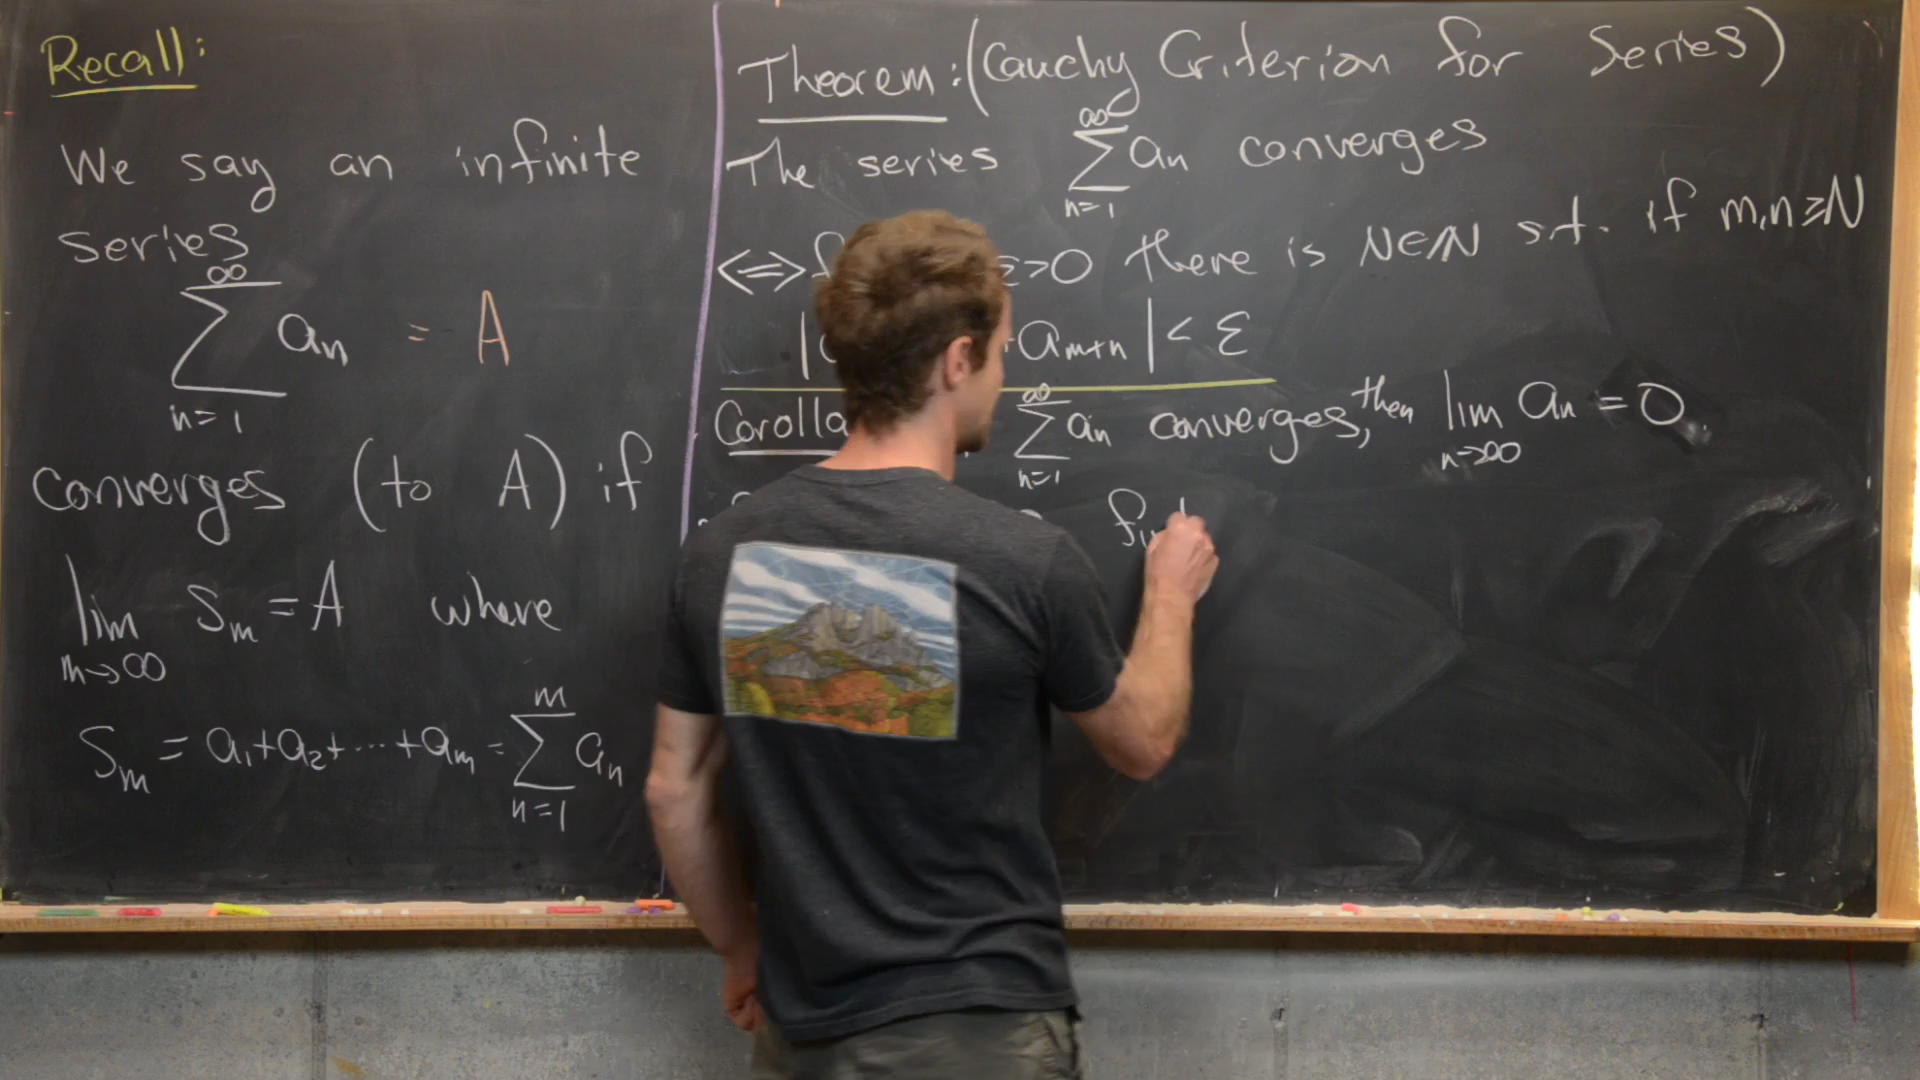 Recall:
We say an infinite
series
∞
∑ aₙ = A
n=1
converges (to A) if
lim Sₘ = A where
m→∞
Sₘ = a₁+a₂+⋯+aₘ = ∑ aₙ
m
n=1
Theorem: (Cauchy Criterion for Series)
∞
The series ∑ aₙ converges
n=1
⟺ >0 there is N∈ℕ s.t. if m,n≥N
| +aₘ₊ₙ | < ε
∞
∑ aₙ converges, then lim aₙ = 0.
n=1 n→∞